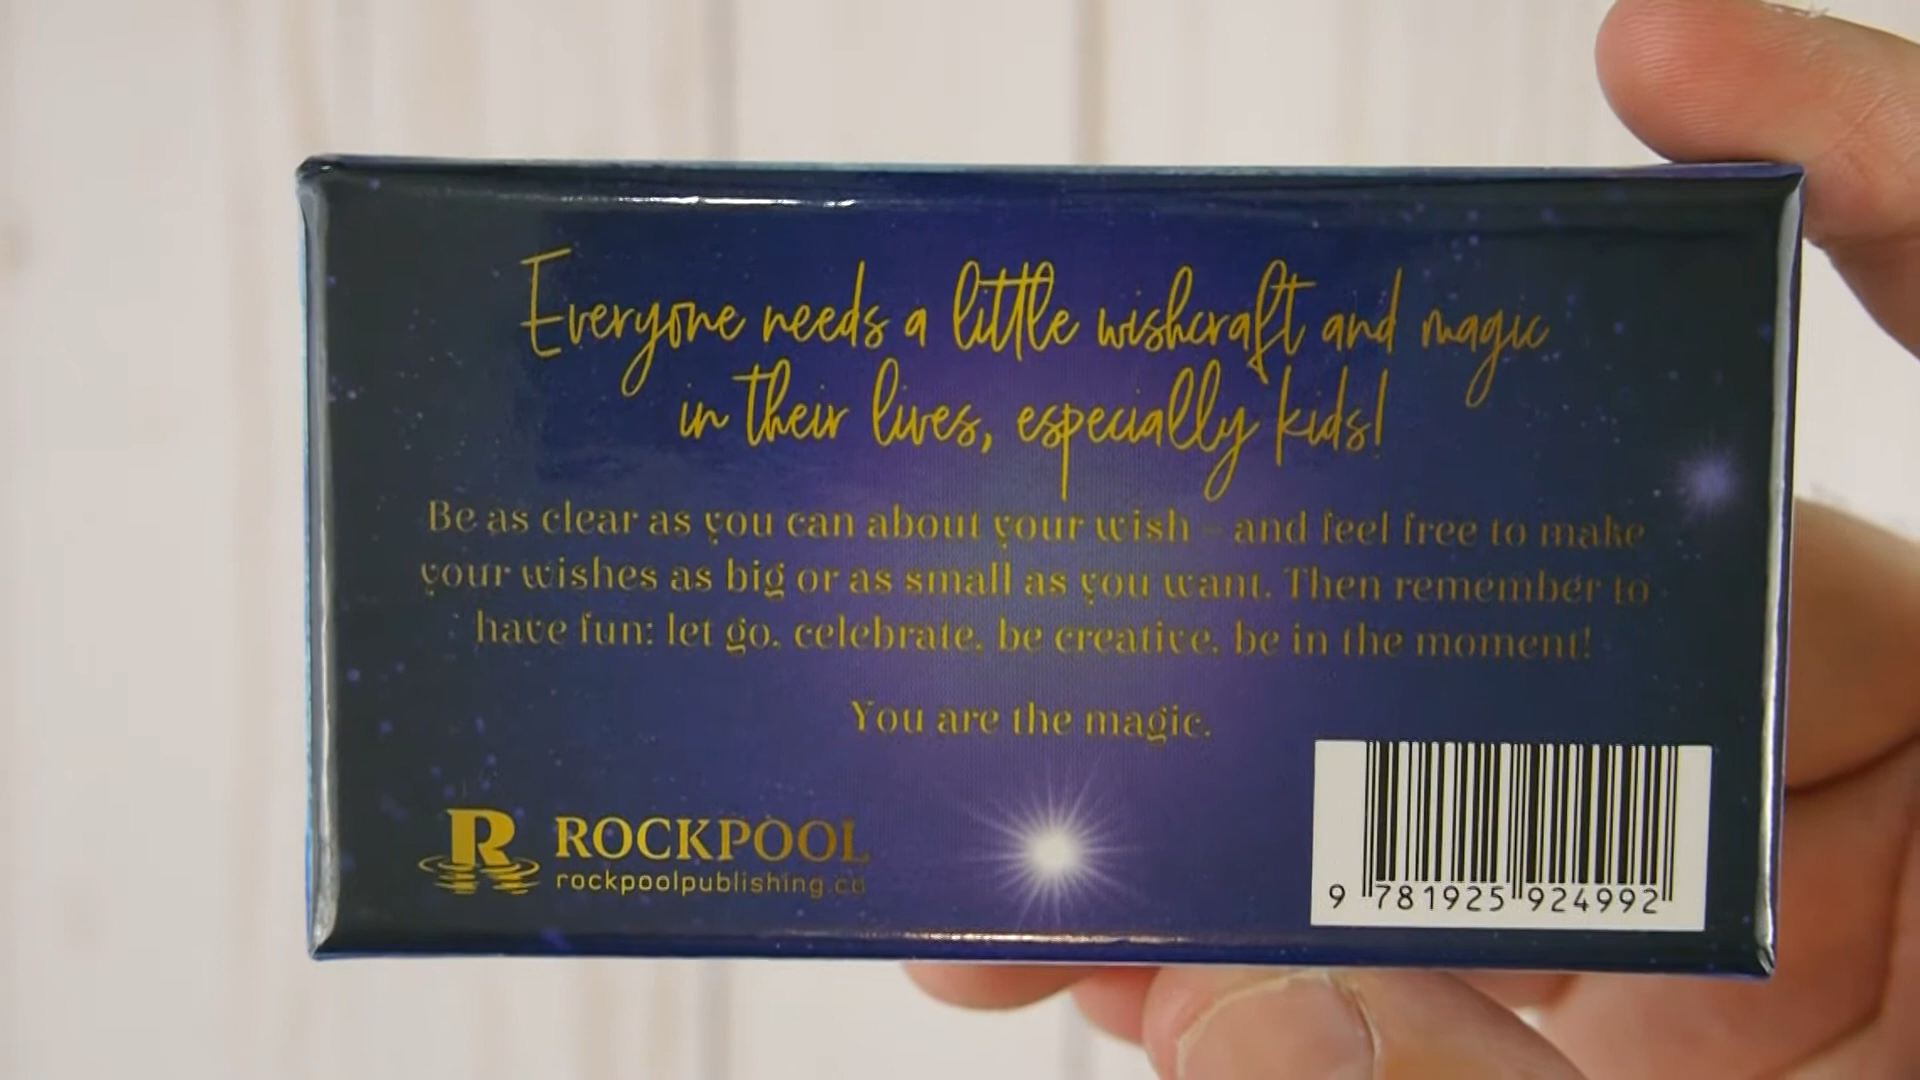 Everyone needs a little wishcraft and magic
in their lives, especially kids!
Be as clear as you can about your wish – and feel free to make
your wishes as big or as small as you want. Then remember to
have fun: let go, celebrate, be creative, be in the moment!
You are the magic.
R ROCKPOOL
rockpoolpublishing.co
9 781925 924992